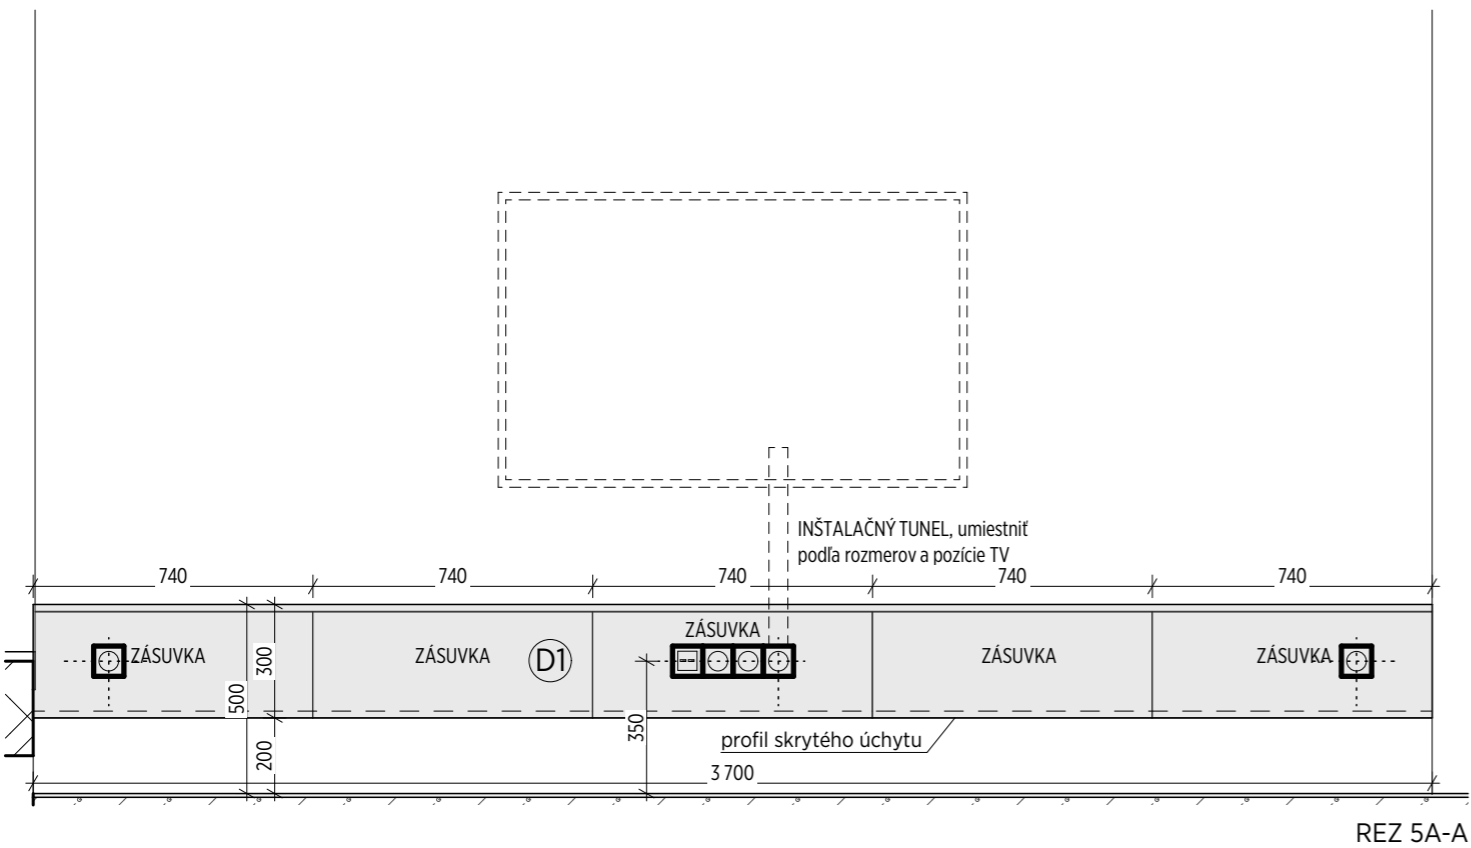 INŠTALAČNÝ TUNEL, umiestniť
podľa rozmerov a pozície TV
740
740
740
740
740
ZÁSUVKA
ZÁSUVKA
D1
ZÁSUVKA
ZÁSUVKA
ZÁSUVKA
300
500
200
350
profil skrytého úchytu
3 700
REZ 5A-A